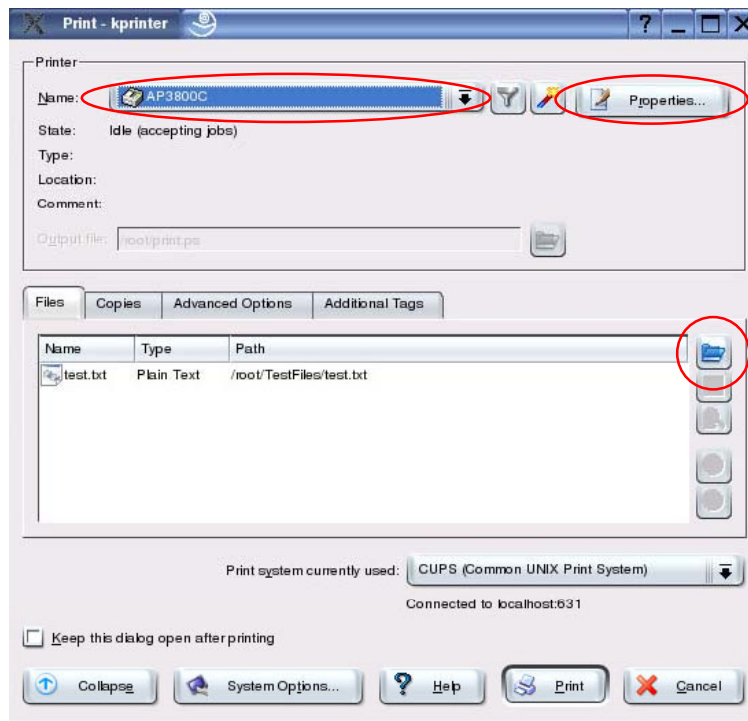 Print - kprinter
Printer
Name: AP3800C Properties...
State: Idle (accepting jobs)
Type:
Location:
Comment:
Output file: /root/print.ps
Files Copies Advanced Options Additional Tags
Name Type Path
test.txt Plain Text /root/TestFiles/test.txt
Print system currently used: CUPS (Common UNIX Print System)
Connected to localhost:631
Keep this dialog open after printing
Collapse System Options... Help Print Cancel